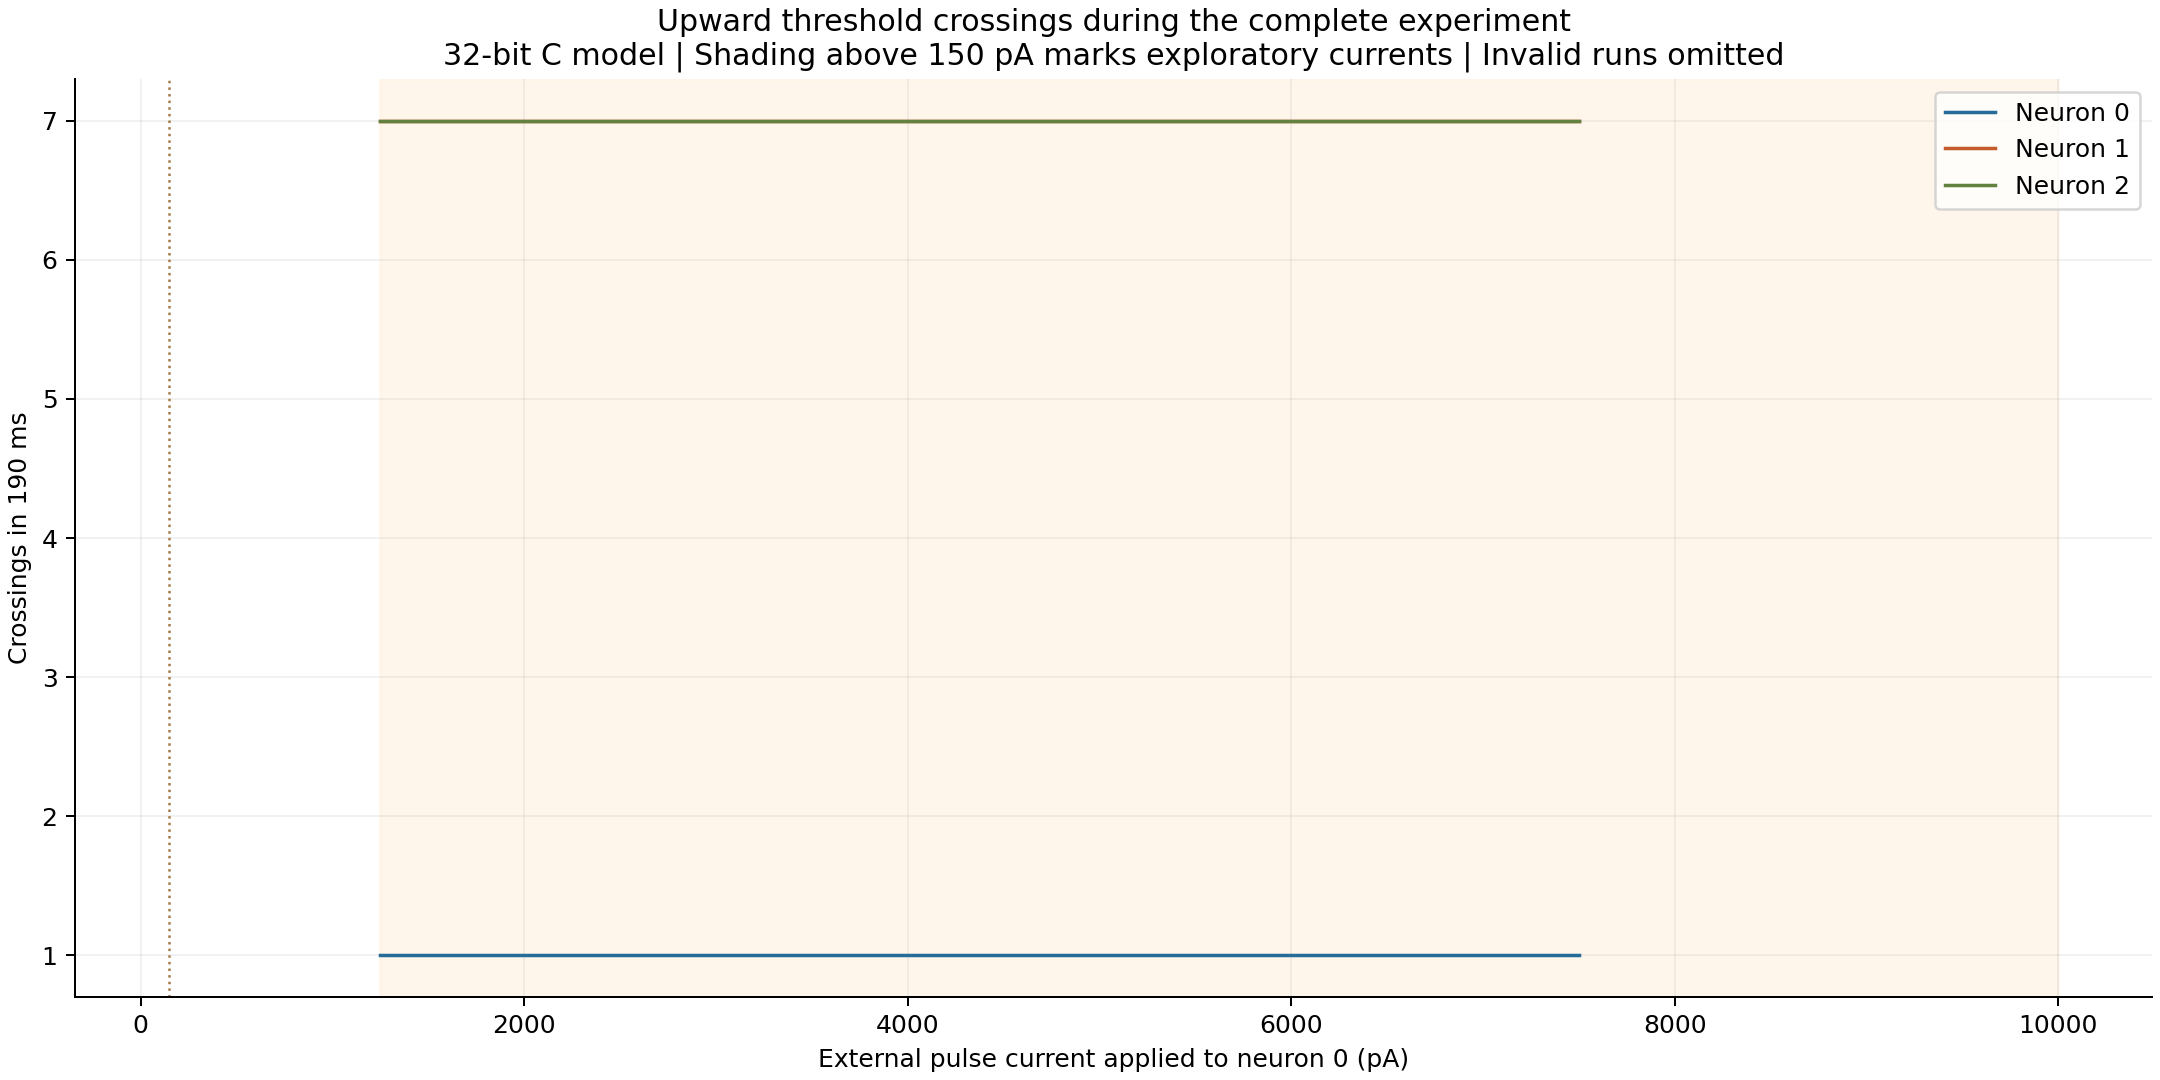 Upward threshold crossings during the complete experiment
32-bit C model | Shading above 150 pA marks exploratory currents | Invalid runs omitted
Neuron 0
Neuron 1
Neuron 2
7
6
5
4
3
2
1
Crossings in 190 ms
0
2000
4000
6000
8000
10000
External pulse current applied to neuron 0 (pA)